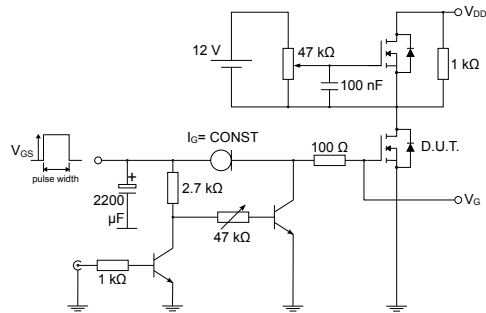 V_DD
12 V
47 kΩ
1 kΩ
100 nF
I_G= CONST
V_GS
pulse width
100 Ω
D.U.T.
+
2200
μF
2.7 kΩ
V_G
47 kΩ
1 kΩ